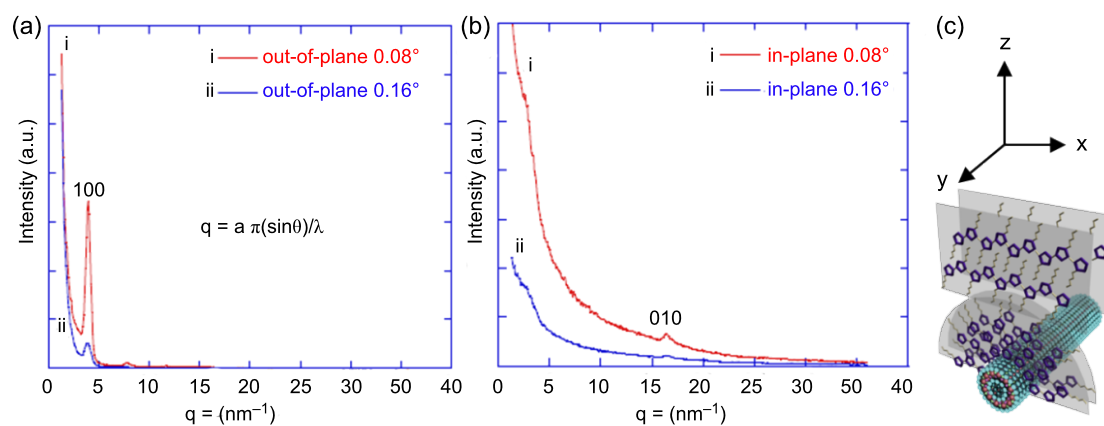 (a)
i
i out-of-plane 0.08°
ii out-of-plane 0.16°
100
q = a π(sinθ)/λ
ii
Intensity (a.u.)
0 5 10 15 20 25 30 35 40
q = (nm⁻¹)
(b)
i
i in-plane 0.08°
ii in-plane 0.16°
ii
010
Intensity (a.u.)
0 5 10 15 20 25 30 35 40
q = (nm⁻¹)
(c)
z
x
y